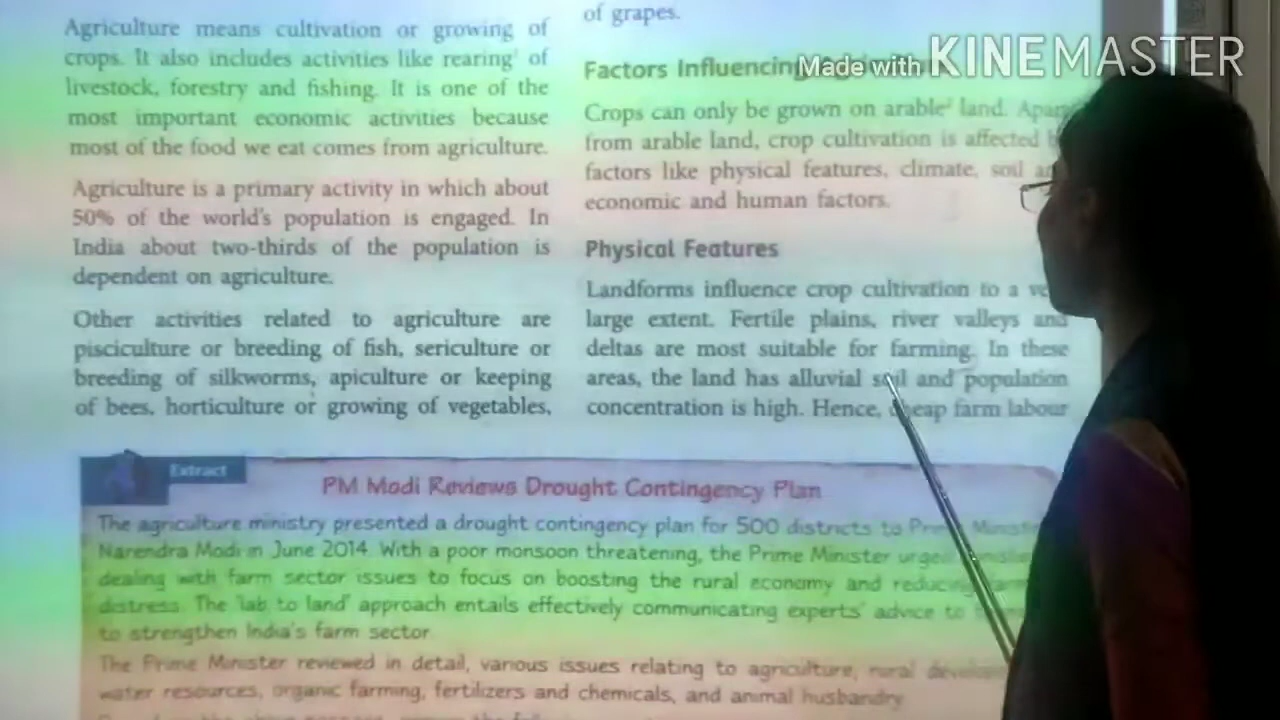 Agriculture means cultivation or growing of
crops. It also includes activities like rearing¹ of
livestock, forestry and fishing. It is one of the
most important economic activities because
most of the food we eat comes from agriculture.
Agriculture is a primary activity in which about
50% of the world's population is engaged. In
India about two-thirds of the population is
dependent on agriculture.
Other activities related to agriculture are
pisciculture or breeding of fish, sericulture or
breeding of silkworms, apiculture or keeping
of bees, horticulture or growing of vegetables,
of grapes.
Factors Influencing
Made with KINEMASTER
Crops can only be grown on arable² land. Apar
from arable land, crop cultivation is affected b
factors like physical features, climate, soil an
economic and human factors.
Physical Features
Landforms influence crop cultivation to a ve
large extent. Fertile plains, river valleys and
deltas are most suitable for farming. In these
areas, the land has alluvial soil and population
concentration is high. Hence, cheap farm labour
Extract
PM Modi Reviews Drought Contingency Plan
The agriculture ministry presented a drought contingency plan for 500 districts to Prime Minist
Narendra Modi in June 2014. With a poor monsoon threatening, the Prime Minister urged
dealing with farm sector issues to focus on boosting the rural economy and reducing
distress. The 'lab to land' approach entails effectively communicating experts' advice to
to strengthen India's farm sector.
The Prime Minister reviewed in detail, various issues relating to agriculture, rural develo
water resources, organic farming, fertilizers and chemicals, and animal husbandry.